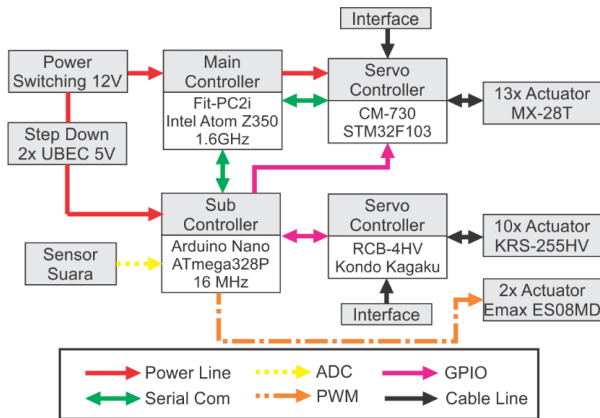 Interface
Power
Switching 12V
Main
Controller
Fit-PC2i
Intel Atom Z350
1.6GHz
Servo
Controller
CM-730
STM32F103
13x Actuator
MX-28T
Step Down
2x UBEC 5V
Sub
Controller
Arduino Nano
ATmega328P
16 MHz
Servo
Controller
RCB-4HV
Kondo Kagaku
10x Actuator
KRS-255HV
Sensor
Suara
2x Actuator
Emax ES08MD
Interface
Power Line
ADC
GPIO
Serial Com
PWM
Cable Line